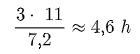 3 · 11
7,2
≈ 4,6 h